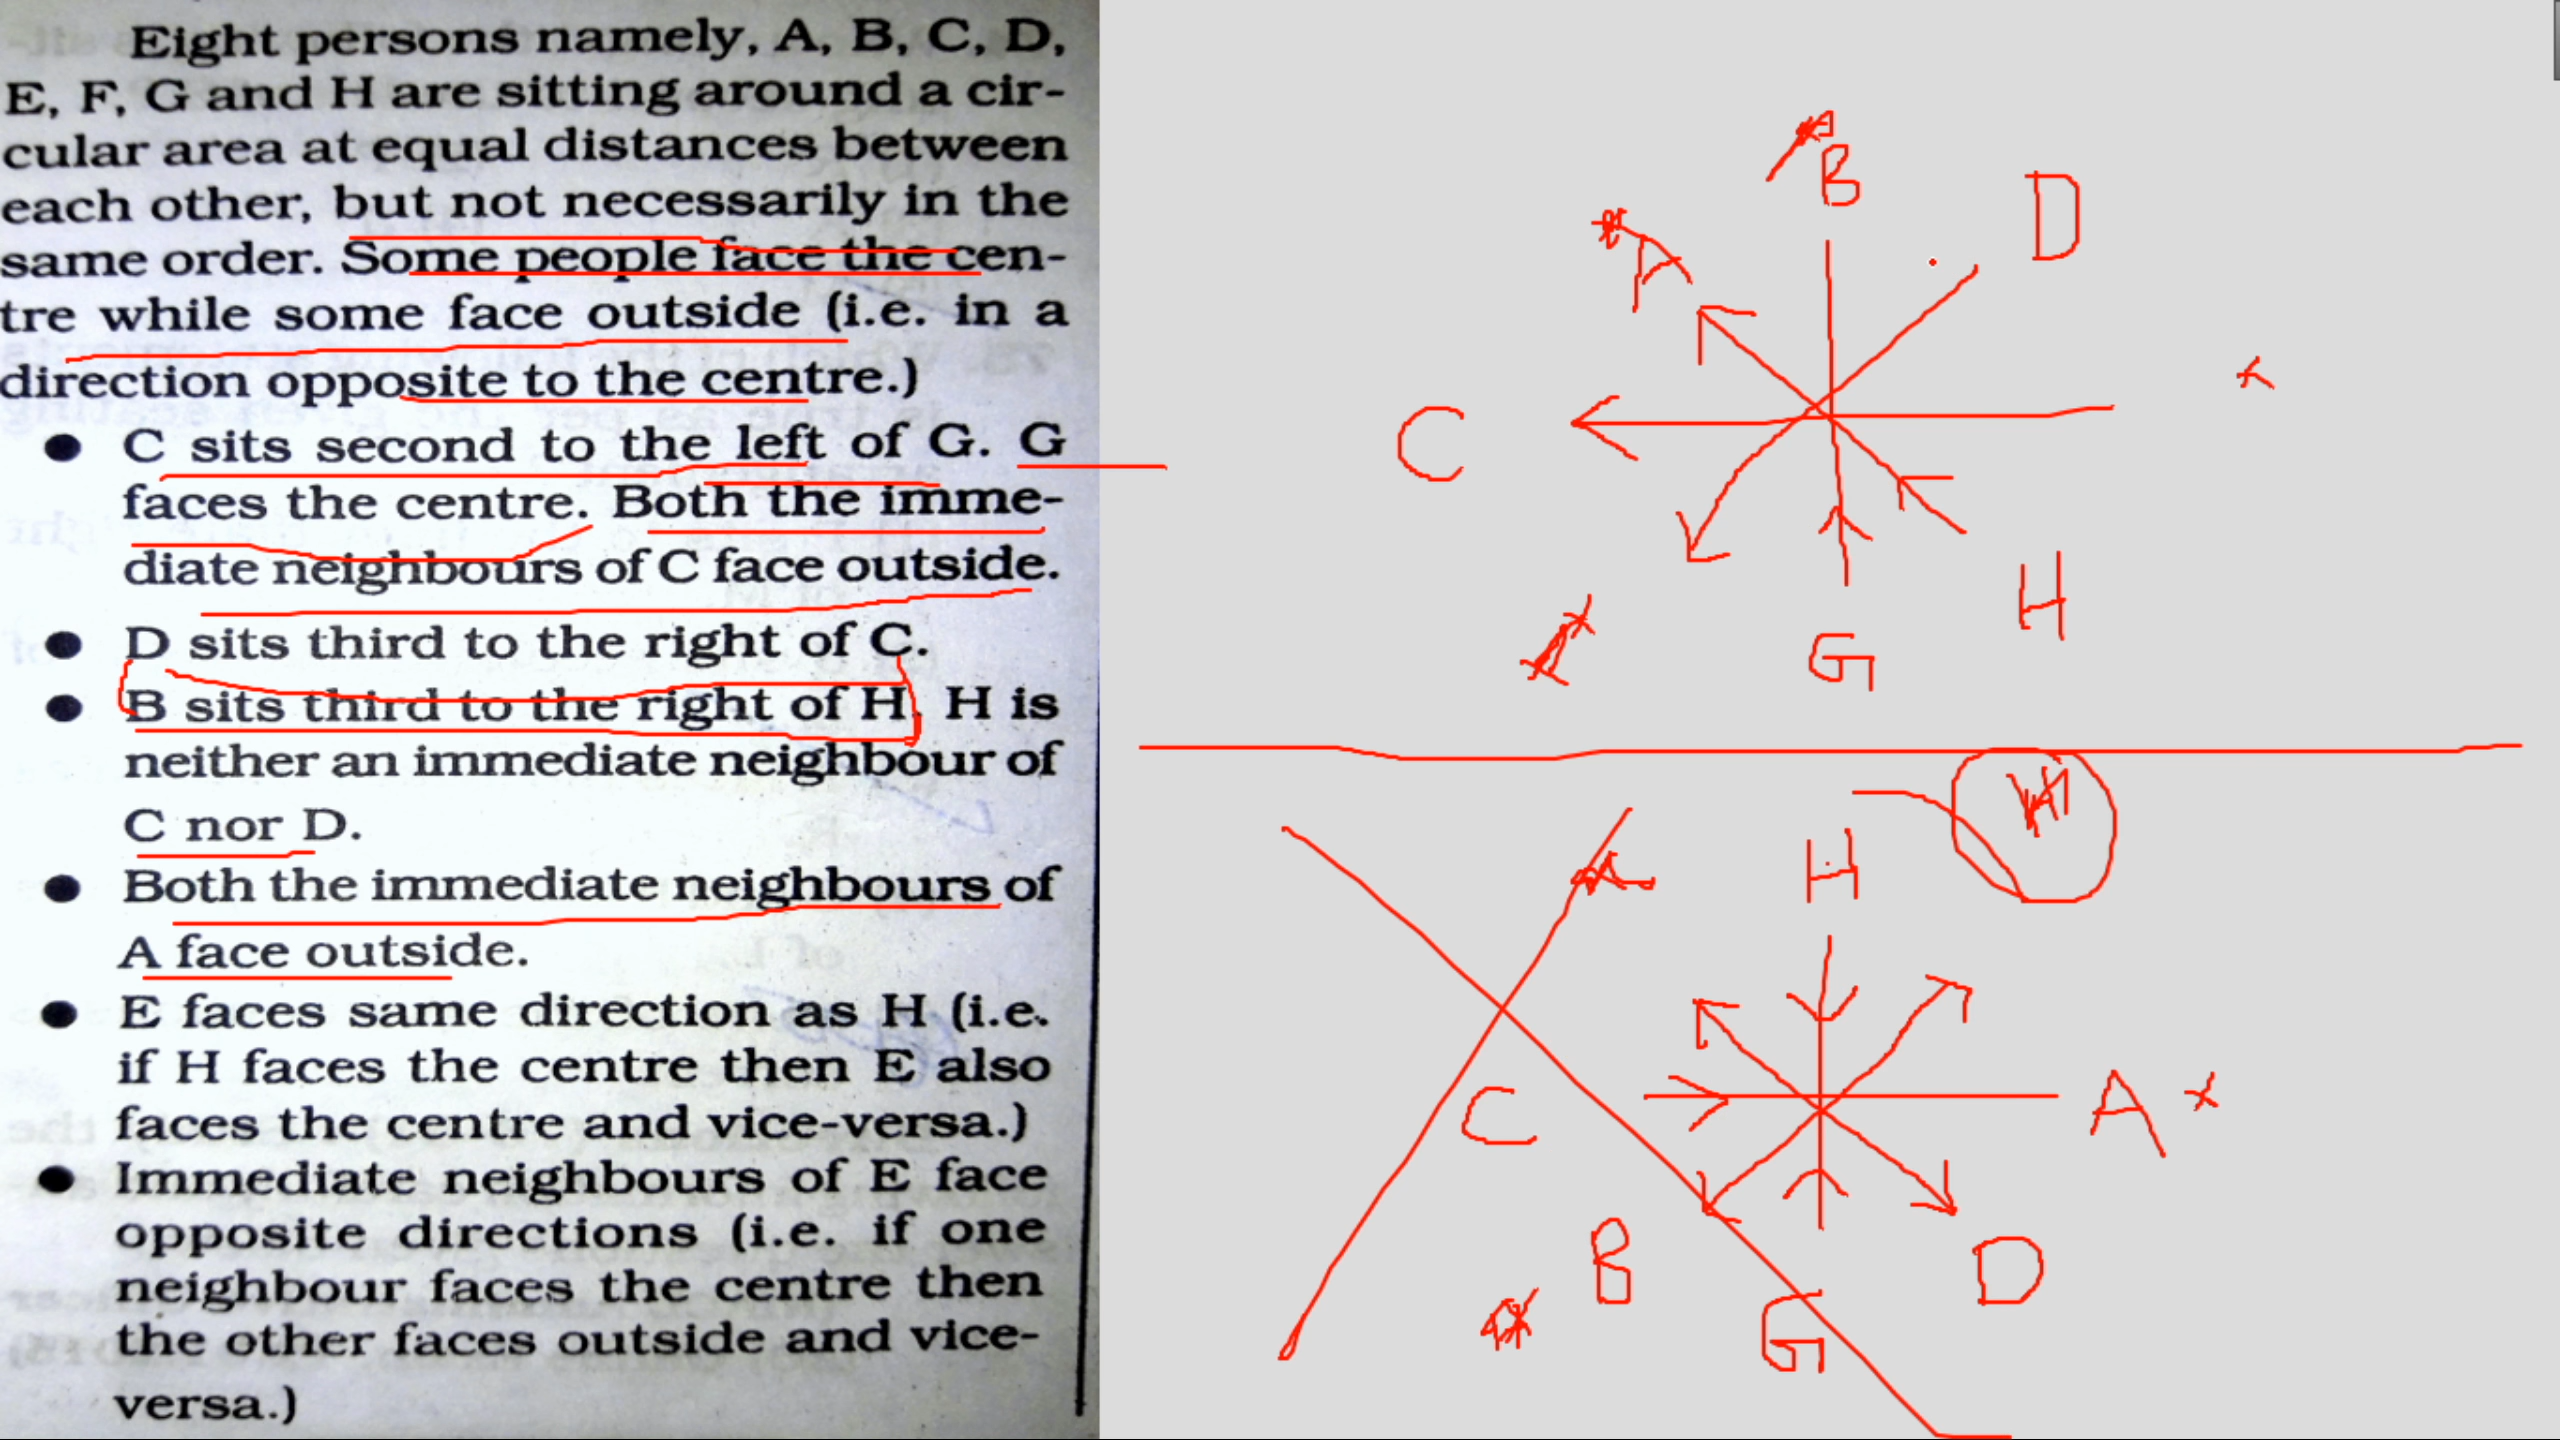 Eight persons namely, A, B, C, D,
E, F, G and H are sitting around a cir-
cular area at equal distances between
each other, but not necessarily in the
same order. Some people face the cen-
tre while some face outside (i.e. in a
direction opposite to the centre.)
● C sits second to the left of G. G
faces the centre. Both the imme-
diate neighbours of C face outside.
● D sits third to the right of C.
● B sits third to the right of H. H is
neither an immediate neighbour of
C nor D.
● Both the immediate neighbours of
A face outside.
● E faces same direction as H (i.e.
if H faces the centre then E also
faces the centre and vice-versa.)
● Immediate neighbours of E face
opposite directions (i.e. if one
neighbour faces the centre then
the other faces outside and vice-
versa.)
B
D
A
C
H
G
H
C
A
B
D
G